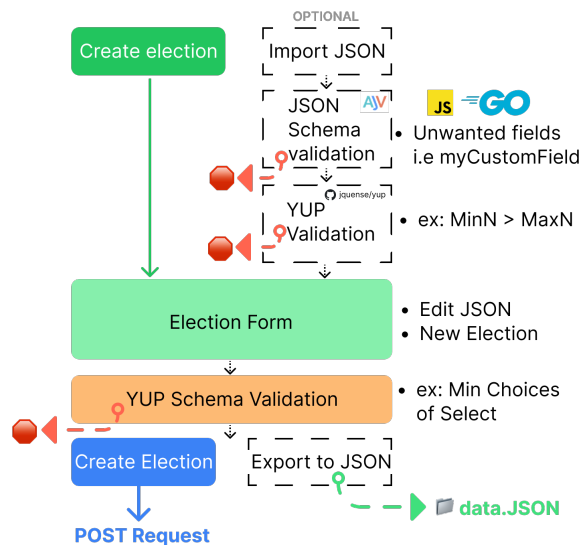 OPTIONAL
Create election
Import JSON
JSON
Schema
validation
AJV
JS
GO
• Unwanted fields
i.e myCustomField
jquense/yup
YUP
Validation
• ex: MinN > MaxN
Election Form
• Edit JSON
• New Election
YUP Schema Validation
• ex: Min Choices
of Select
Create Election
Export to JSON
POST Request
data.JSON